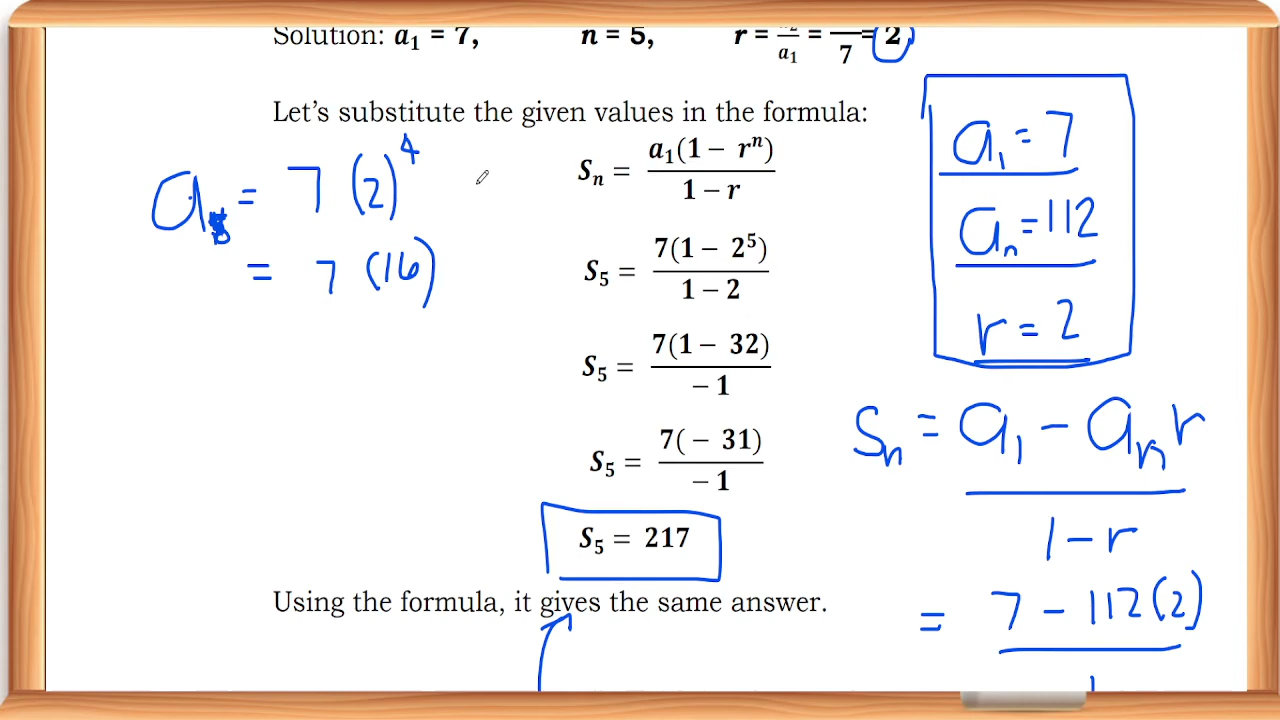 Solution: a₁ = 7, n = 5, r = a₂/a₁ = /7 = 2
Let's substitute the given values in the formula:
Sₙ = a₁(1 − rⁿ)/1 − r
S₅ = 7(1 − 2⁵)/1 − 2
S₅ = 7(1 − 32)/− 1
S₅ = 7(− 31)/− 1
S₅ = 217
Using the formula, it gives the same answer.
a₅ = 7 (2)⁴
= 7 (16)
a₁ = 7
aₙ = 112
r = 2
Sₙ = a₁ − aₙr/1 − r
= 7 − 112(2)